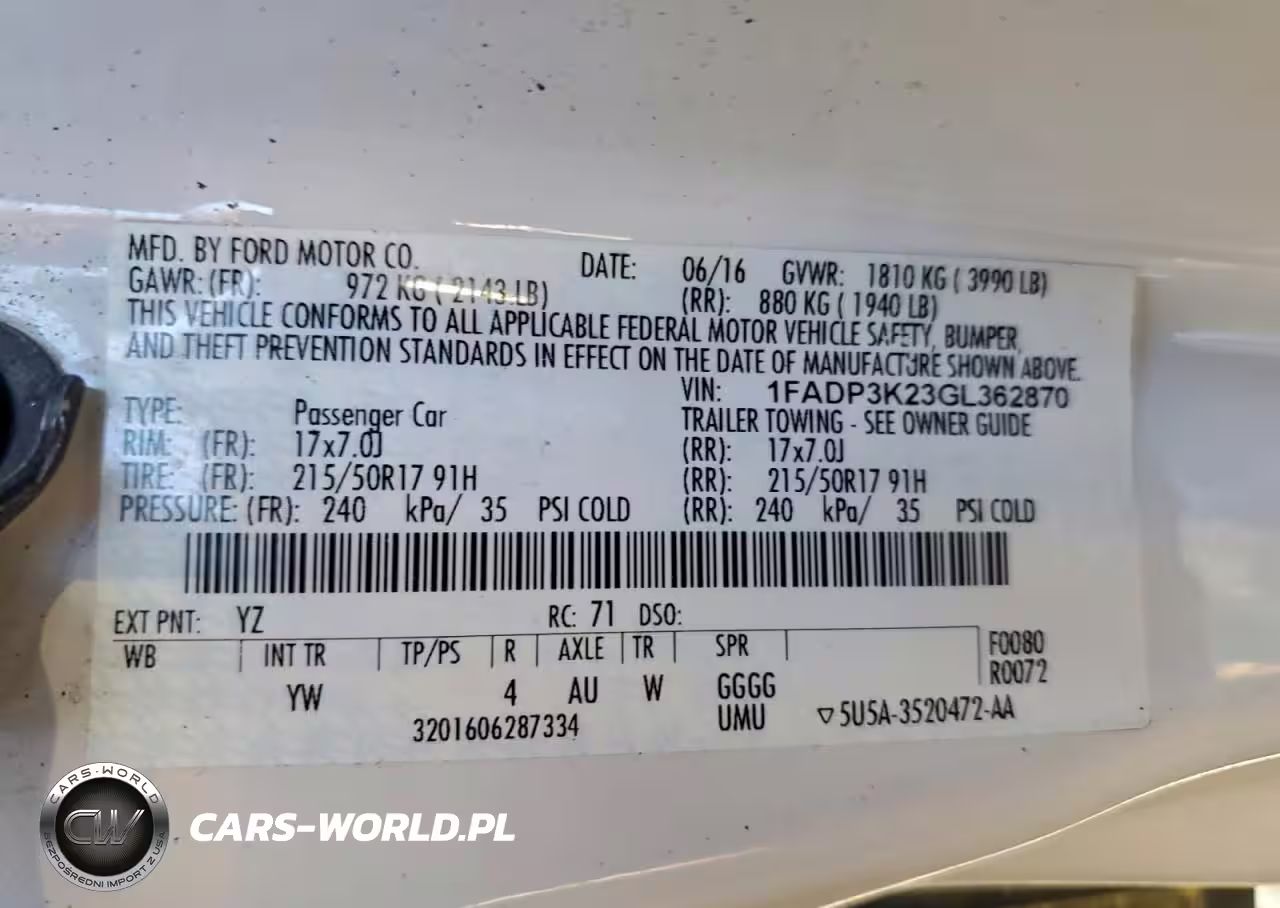 MFD. BY FORD MOTOR CO. DATE: 06/16 GVWR: 1810 KG ( 3990 LB)
GAWR: (FR): 972 KG ( 2143 LB) (RR): 880 KG ( 1940 LB)
THIS VEHICLE CONFORMS TO ALL APPLICABLE FEDERAL MOTOR VEHICLE SAFETY, BUMPER,
AND THEFT PREVENTION STANDARDS IN EFFECT ON THE DATE OF MANUFACTURE SHOWN ABOVE.
VIN: 1FADP3K23GL362870
TYPE: Passenger Car TRAILER TOWING - SEE OWNER GUIDE
RIM: (FR): 17x7.0J (RR): 17x7.0J
TIRE: (FR): 215/50R17 91H (RR): 215/50R17 91H
PRESSURE: (FR): 240 kPa/ 35 PSI COLD (RR): 240 kPa/ 35 PSI COLD
EXT PNT: YZ RC: 71 DSO:
WB INT TR TP/PS R AXLE TR SPR F0080
R0072
YW 4 AU W GGGG
3201606287334 UMU ▽ 5U5A-3520472-AA
CARS-WORLD
CW
BEZPOŚREDNI IMPORT Z USA
CARS-WORLD.PL